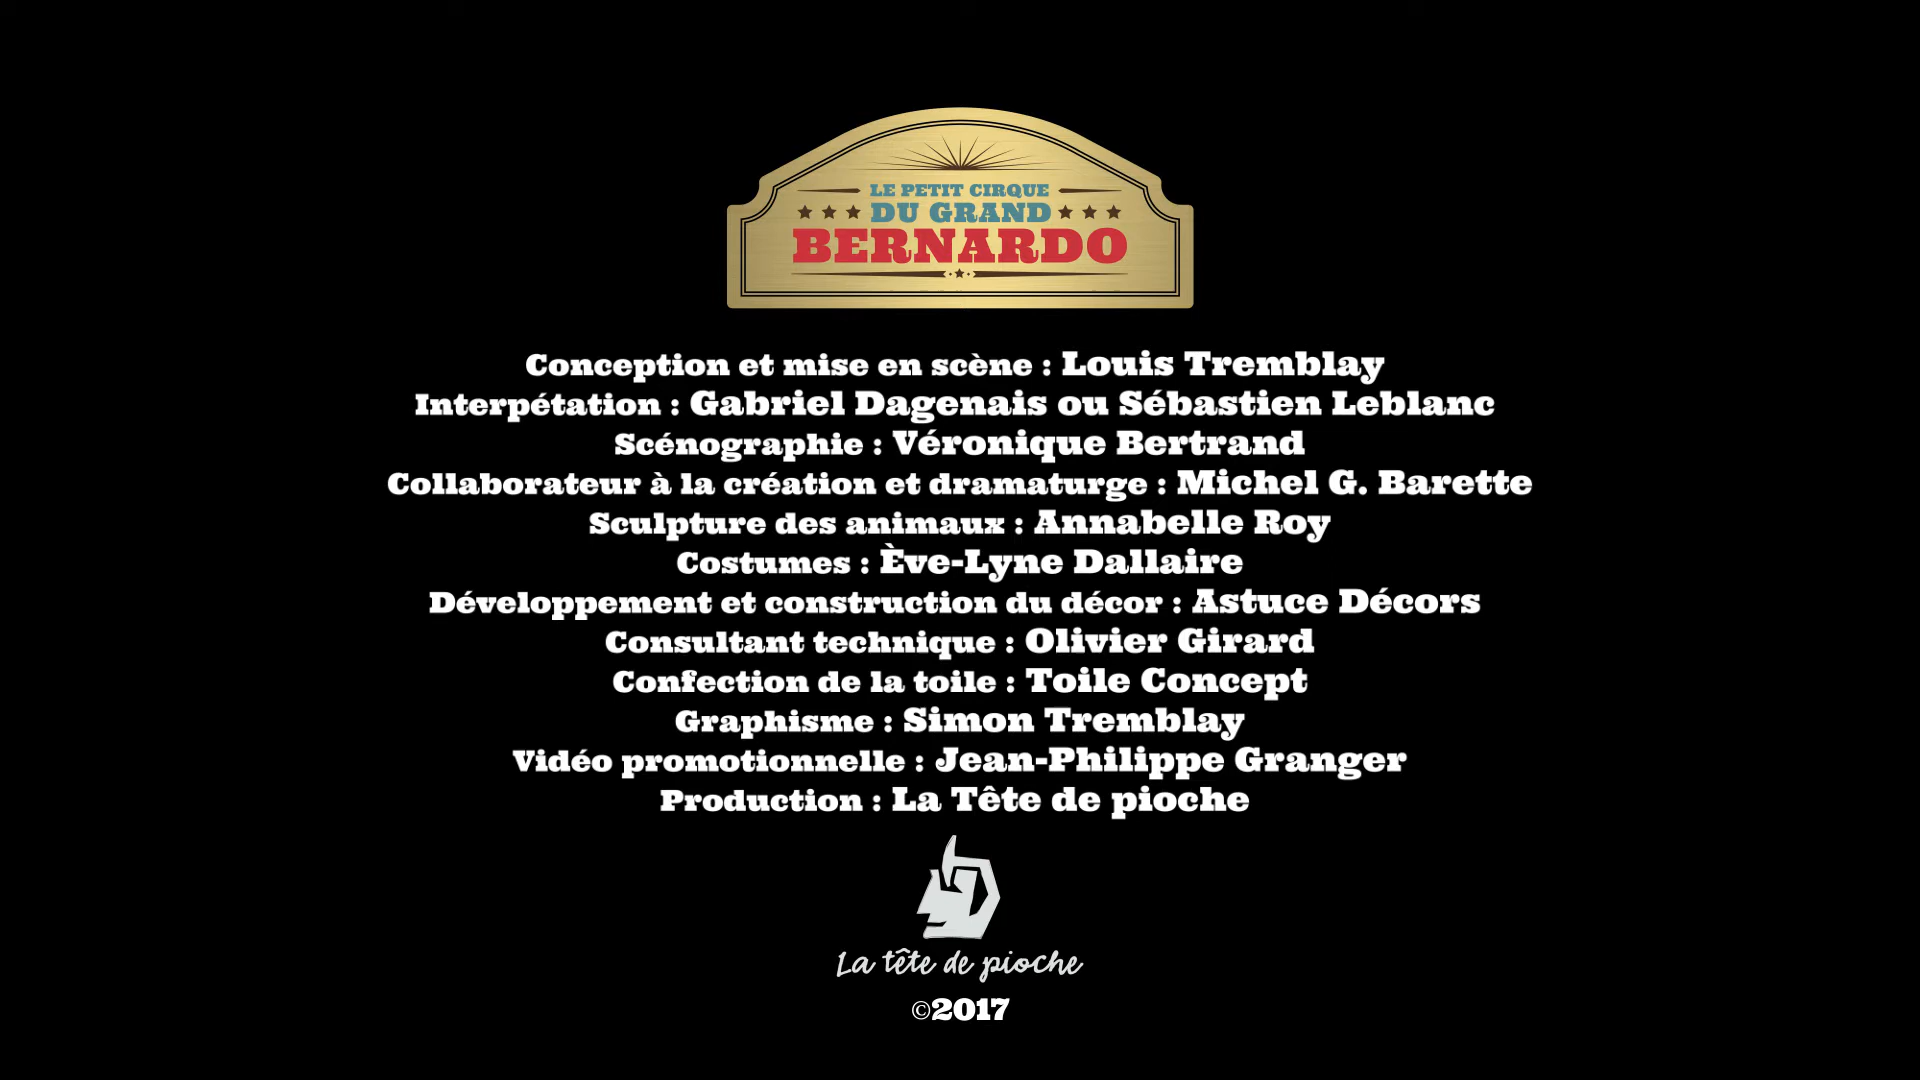 LE PETIT CIRQUE
DU GRAND
BERNARDO
Conception et mise en scène : Louis Tremblay
Interpétation : Gabriel Dagenais ou Sébastien Leblanc
Scénographie : Véronique Bertrand
Collaborateur à la création et dramaturge : Michel G. Barette
Sculpture des animaux : Annabelle Roy
Costumes : Ève-Lyne Dallaire
Développement et construction du décor : Astuce Décors
Consultant technique : Olivier Girard
Confection de la toile : Toile Concept
Graphisme : Simon Tremblay
Vidéo promotionnelle : Jean-Philippe Granger
Production : La Tête de pioche
La tête de pioche
©2017